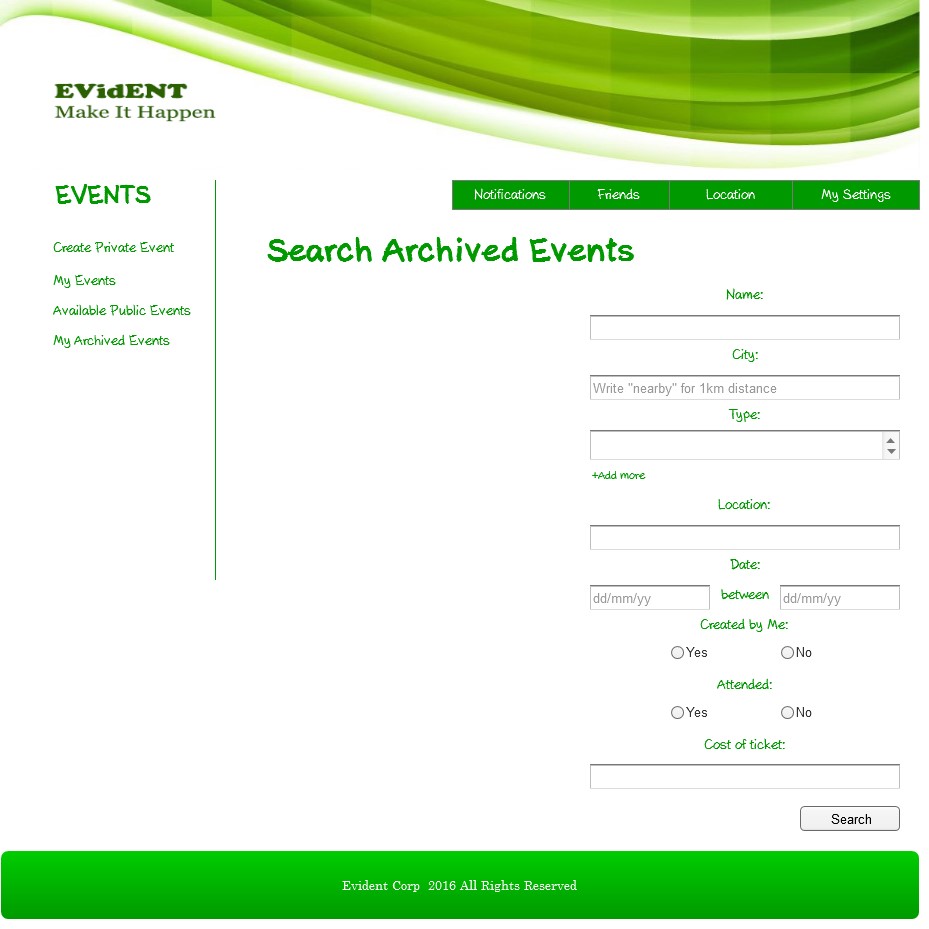 EVidENT
Make It Happen
EVENTS
Notifications Friends Location My Settings
Create Private Event
My Events
Available Public Events
My Archived Events
Search Archived Events
Name:
City:
Write "nearby" for 1km distance
Type:
+Add more
Location:
Date:
dd/mm/yy between dd/mm/yy
Created by Me:
Yes No
Attended:
Yes No
Cost of ticket:
Search
Evident Corp 2016 All Rights Reserved